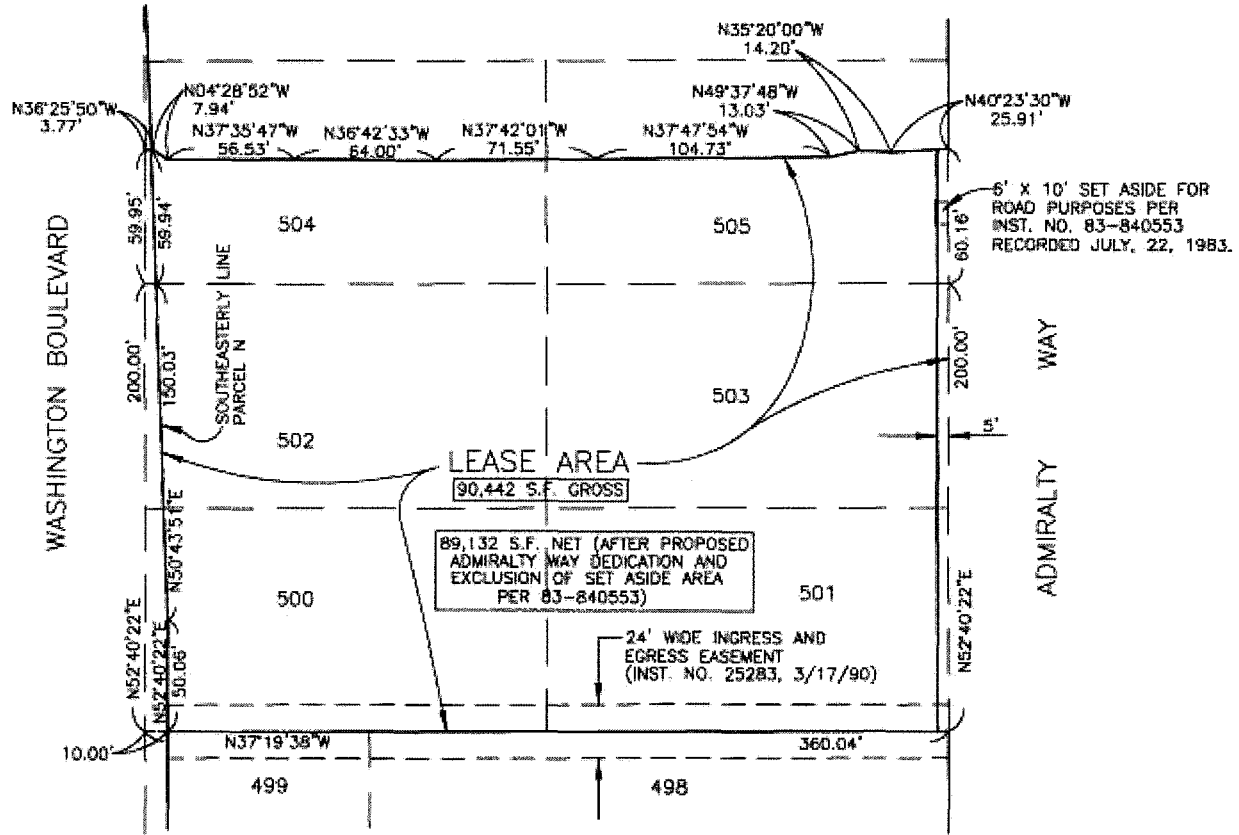 N35°20'00"W
14.20'
N36°25'50"W
3.77'
N04°28'52"W
7.94'
N37°35'47"W
56.53'
N36°42'33"W
64.00'
N37°42'01"W
71.55'
N49°37'48"W
13.03'
N37°47'54"W
104.73'
N40°23'30"W
25.91'
WASHINGTON BOULEVARD
59.95'
59.94'
504
505
60.16'
5' X 10' SET ASIDE FOR
ROAD PURPOSES PER
INST. NO. 83-840553
RECORDED JULY, 22, 1983.
200.00'
150.03'
SOUTHEASTERLY LINE
PARCEL N
502
503
200.00'
5'
ADMIRALTY WAY
LEASE AREA
90,442 S.F. GROSS
89,132 S.F. NET (AFTER PROPOSED
ADMIRALTY WAY DEDICATION AND
EXCLUSION OF SET ASIDE AREA
PER 83-840553)
N50°43'51"E
500
501
N52°40'22"E
N52°40'22"E
50.06'
N52°40'22"E
24' WIDE INGRESS AND
EGRESS EASEMENT
(INST. NO. 25283, 3/17/90)
10.00'
N37°19'38"W
360.04'
499
498